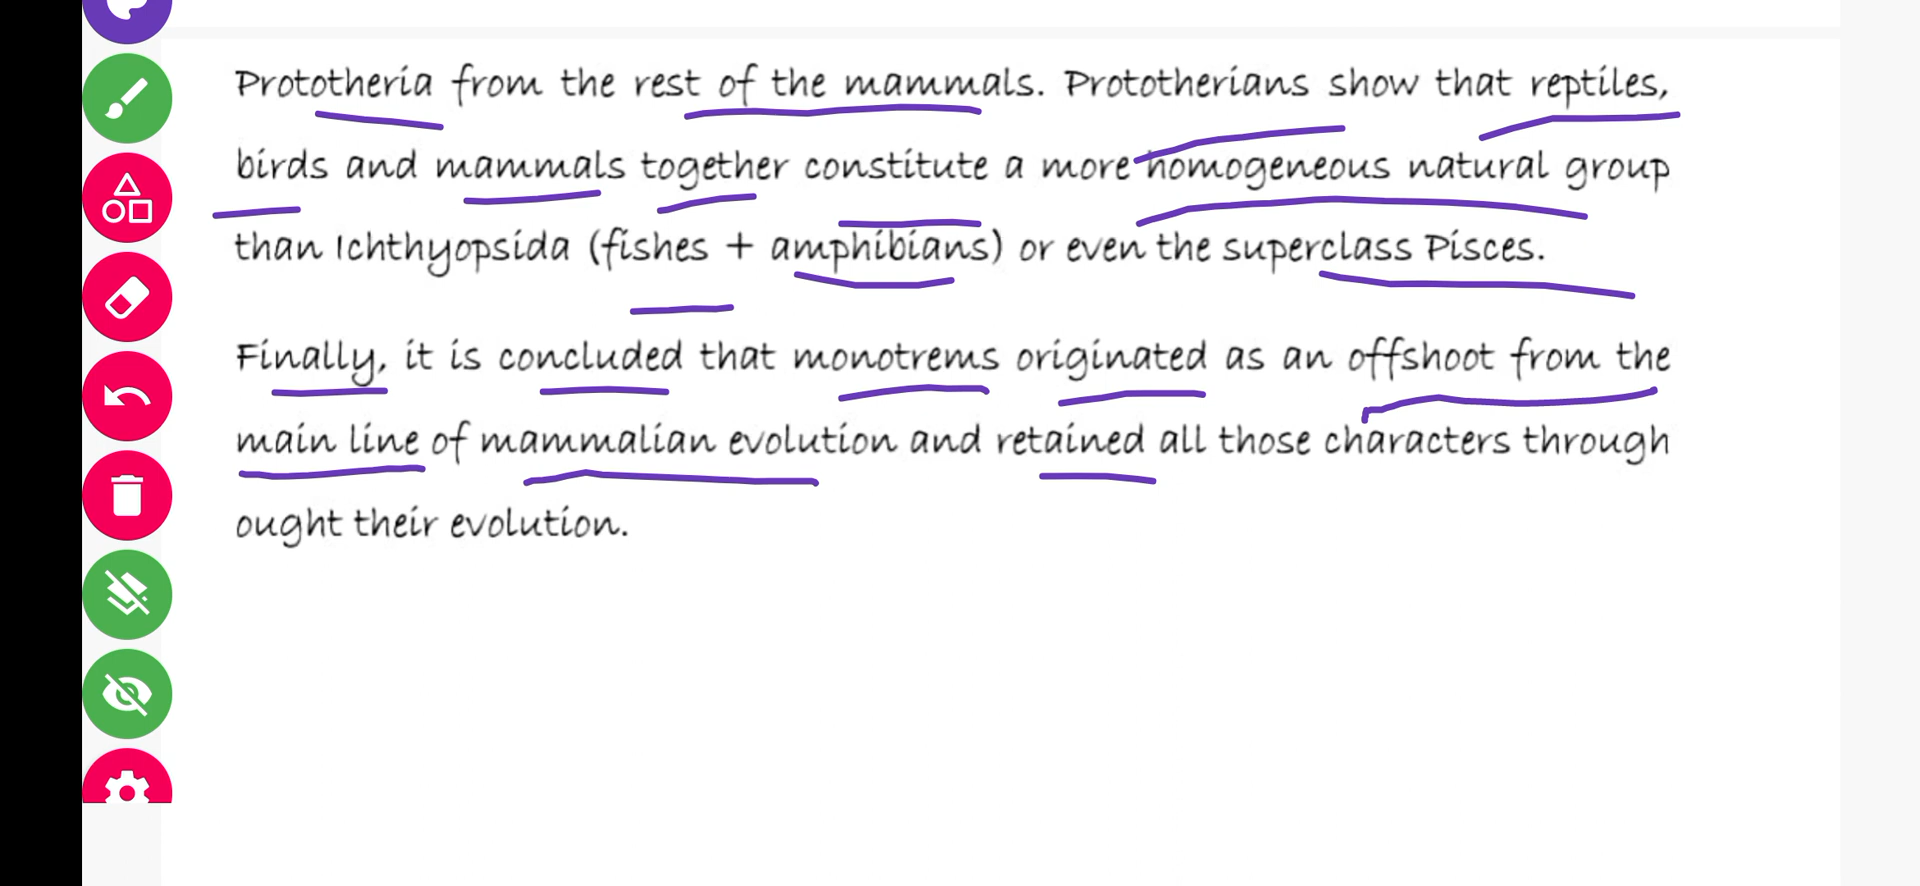 Prototheria from the rest of the mammals. Prototherians show that reptiles,
birds and mammals together constitute a more homogeneous natural group
than Ichthyopsida (fishes + amphibians) or even the superclass Pisces.
Finally, it is concluded that monotrems originated as an offshoot from the
main line of mammalian evolution and retained all those characters through
ought their evolution.